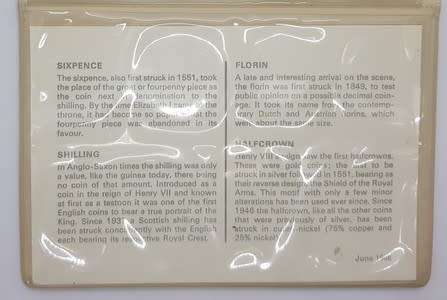 SIXPENCE
The sixpence, also first struck in 1551, took
the place of the groat or fourpenny piece as
the coin next in denomination to the
shilling. By the time Elizabeth I came to the
throne, it had become so popular that the
fourpenny piece was abandoned in its
favour.
SHILLING
In Anglo-Saxon times the shilling was only
a value, like the guinea today, there being
no coin of that amount. Introduced as a
coin in the reign of Henry VII and known
at first as a testoon it was one of the first
English coins to bear a true portrait of the
King. Since 1937 a Scottish shilling has
been struck concurrently with the English
each bearing its respective Royal Crest.
FLORIN
A late and interesting arrival on the scene,
the florin was first struck in 1849, to test
public opinion on a possible decimal coin-
age. It took its name from the contemp-
orary Dutch and Austrian florins, which
were about the same size.
HALFCROWN
Henry VIII's reign saw the first halfcrowns.
These were gold coins; the first to be
struck in silver followed in 1551, bearing as
their reverse design the Shield of the Royal
Arms. This motif with only a few minor
alterations has been used ever since. Since
1946 the halfcrown, like all the other coins
that were previously of silver, has been
struck in cupro-nickel (75% copper and
25% nickel).
June